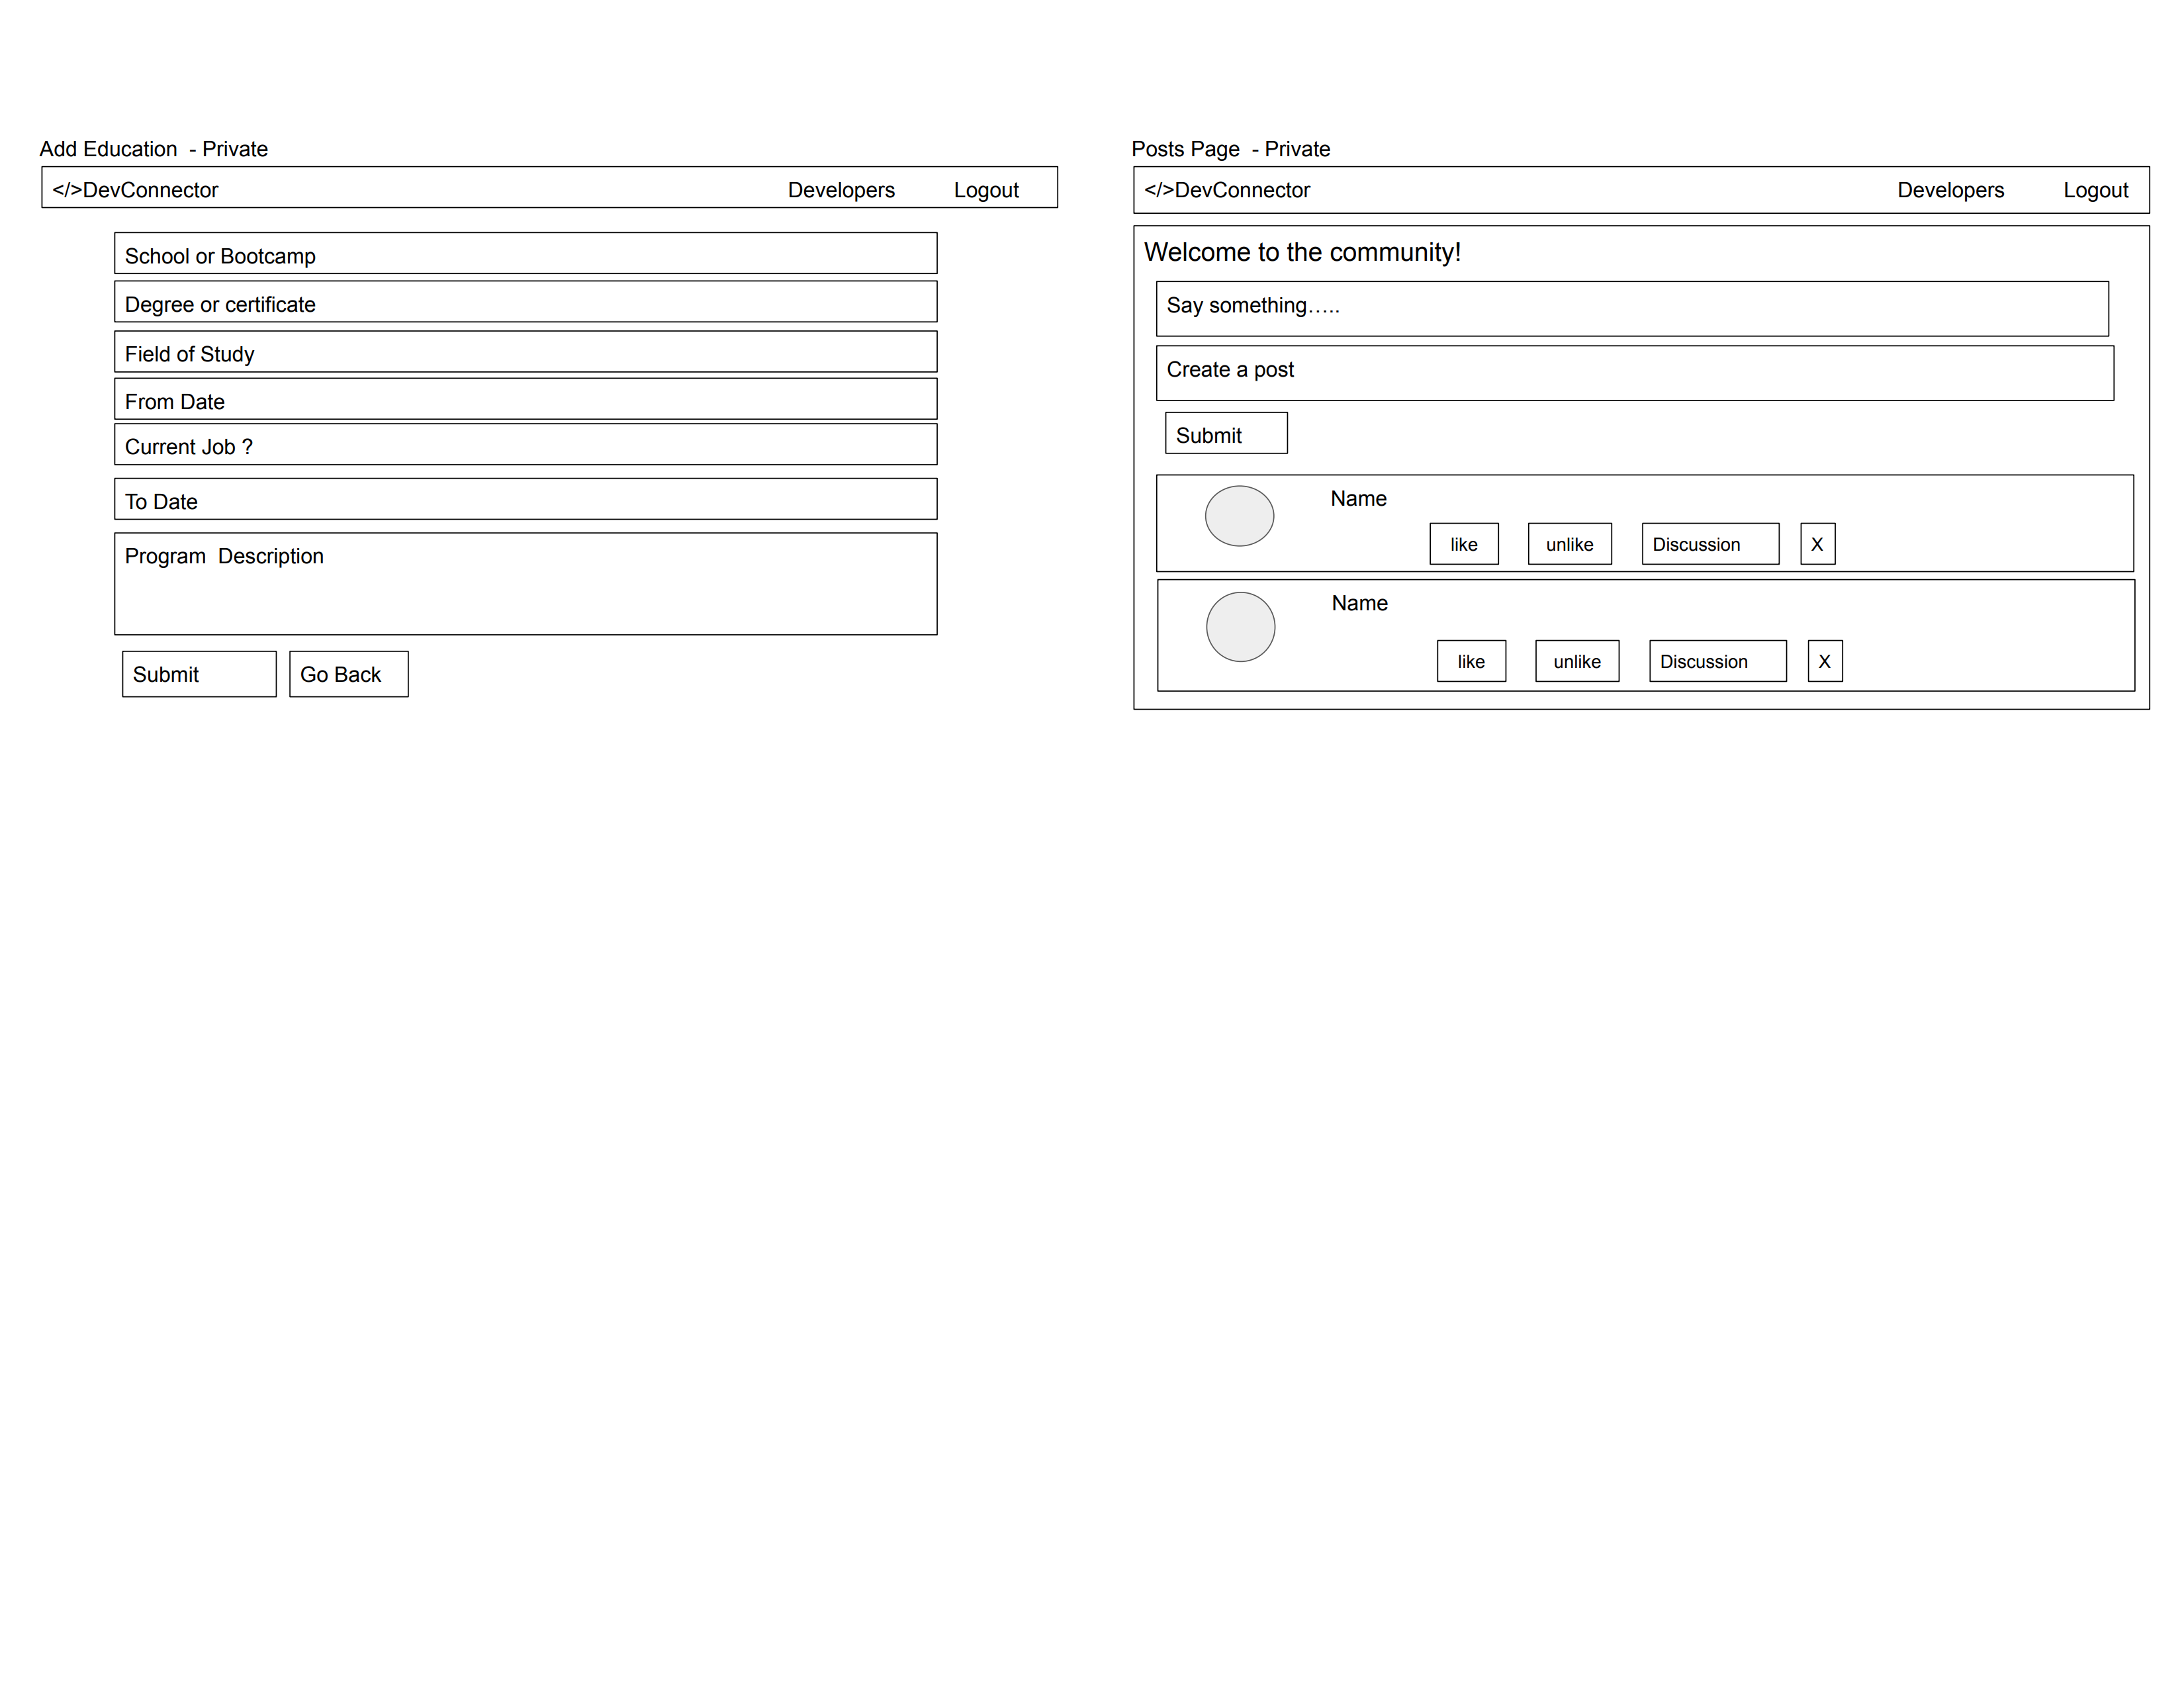 Add Education  - Private
</>DevConnector Developers Logout
School or Bootcamp
Degree or certificate
Field of Study
From Date
Current Job ?
To Date
Program  Description
Submit Go Back
Posts Page  - Private
</>DevConnector Developers Logout
Welcome to the community!
Say something…..
Create a post
Submit
Name
like unlike Discussion X
Name
like unlike Discussion X